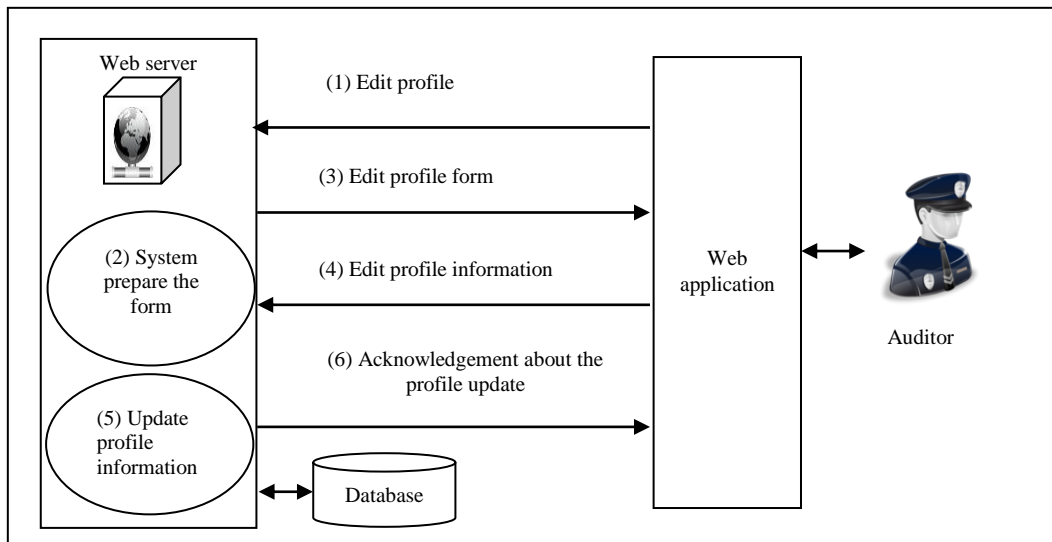 Web server
(1) Edit profile
(3) Edit profile form
(2) System
prepare the
form
(4) Edit profile information
Web
application
Auditor
(6) Acknowledgement about the
profile update
(5) Update
profile
information
Database